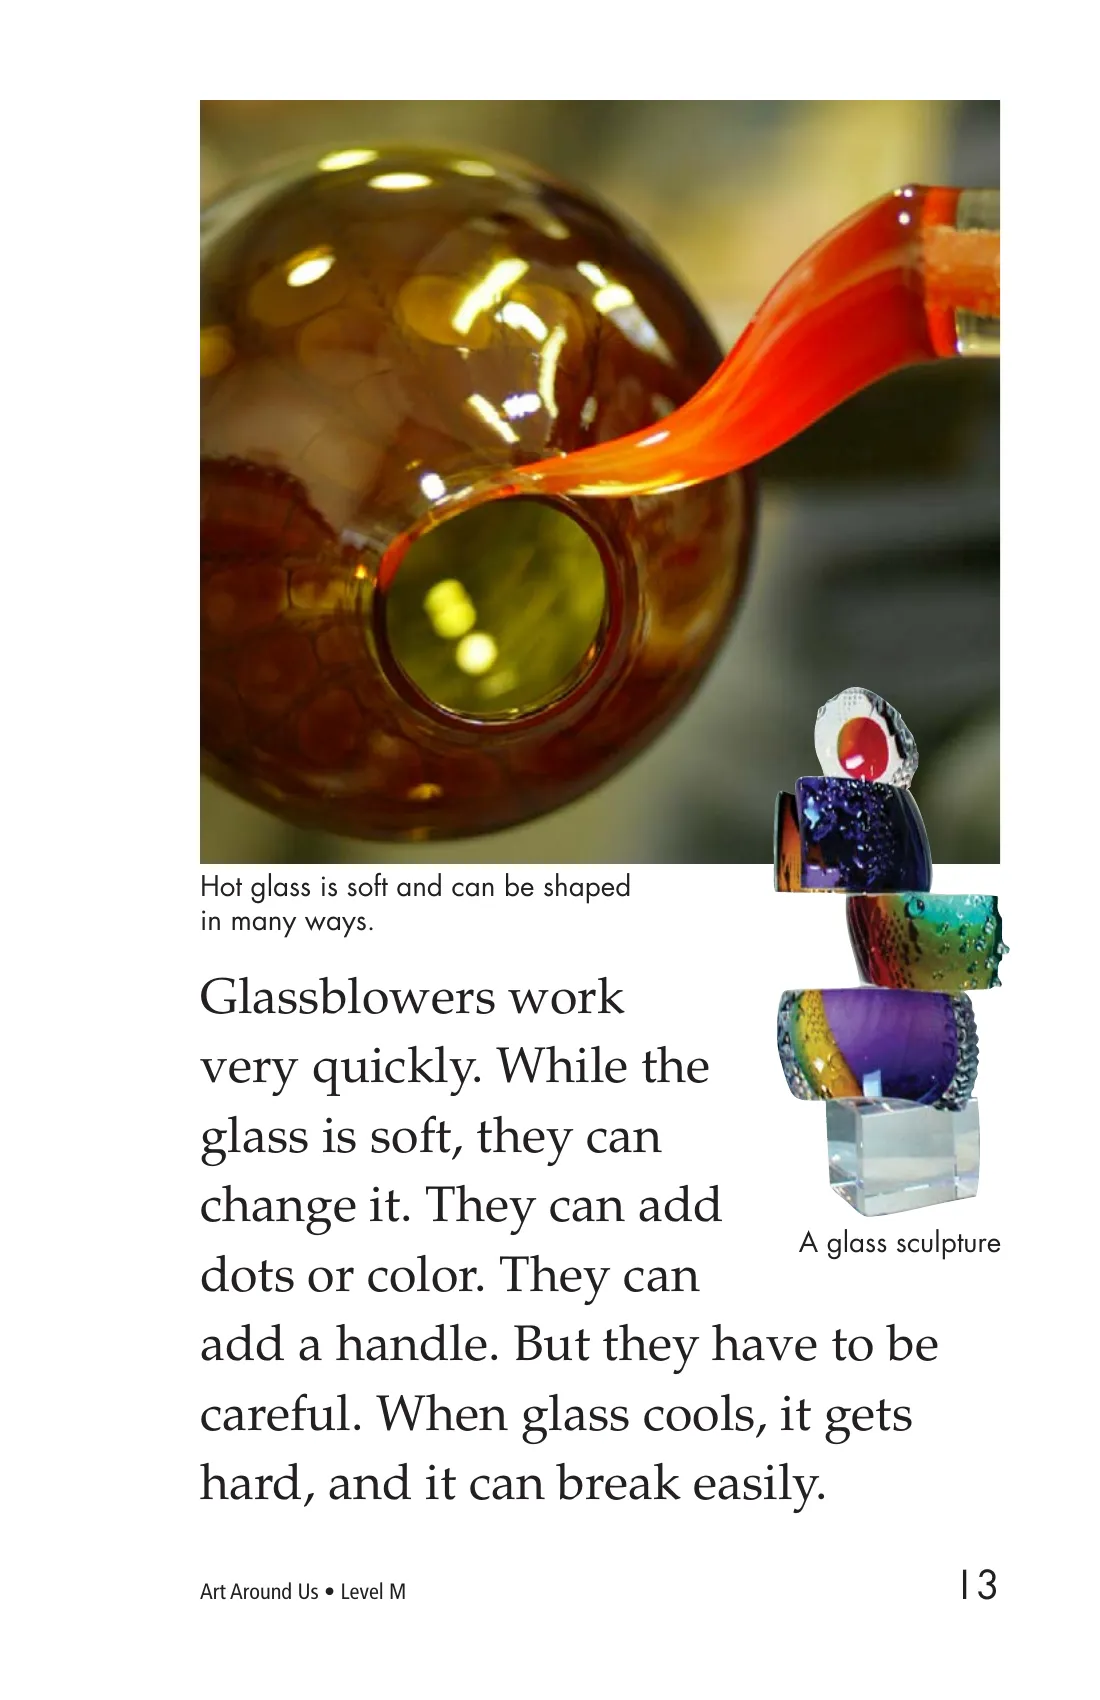 Hot glass is soft and can be shaped
in many ways.
Glassblowers work
very quickly. While the
glass is soft, they can
change it. They can add
dots or color. They can
add a handle. But they have to be
careful. When glass cools, it gets
hard, and it can break easily.
A glass sculpture
Art Around Us • Level M
13